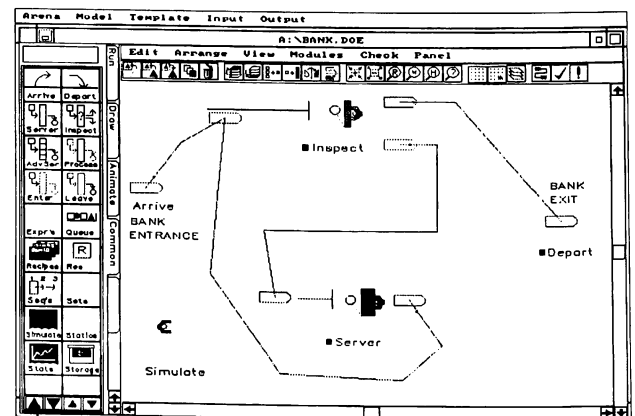 Arena Model Template Input Output
A:\BANK.DOE
Edit Arrange View Modules Check Panel
Run
Draw
Animate
Common
Arrive Depart
Server Inspect
AdvSer Process
Enter Leave
Expr's Queue
Recipes Res
R
Seq's Sets
Simulate Statics
Stats Storage
Inspect
Arrive
BANK
ENTRANCE
BANK
EXIT
Depart
Server
Simulate